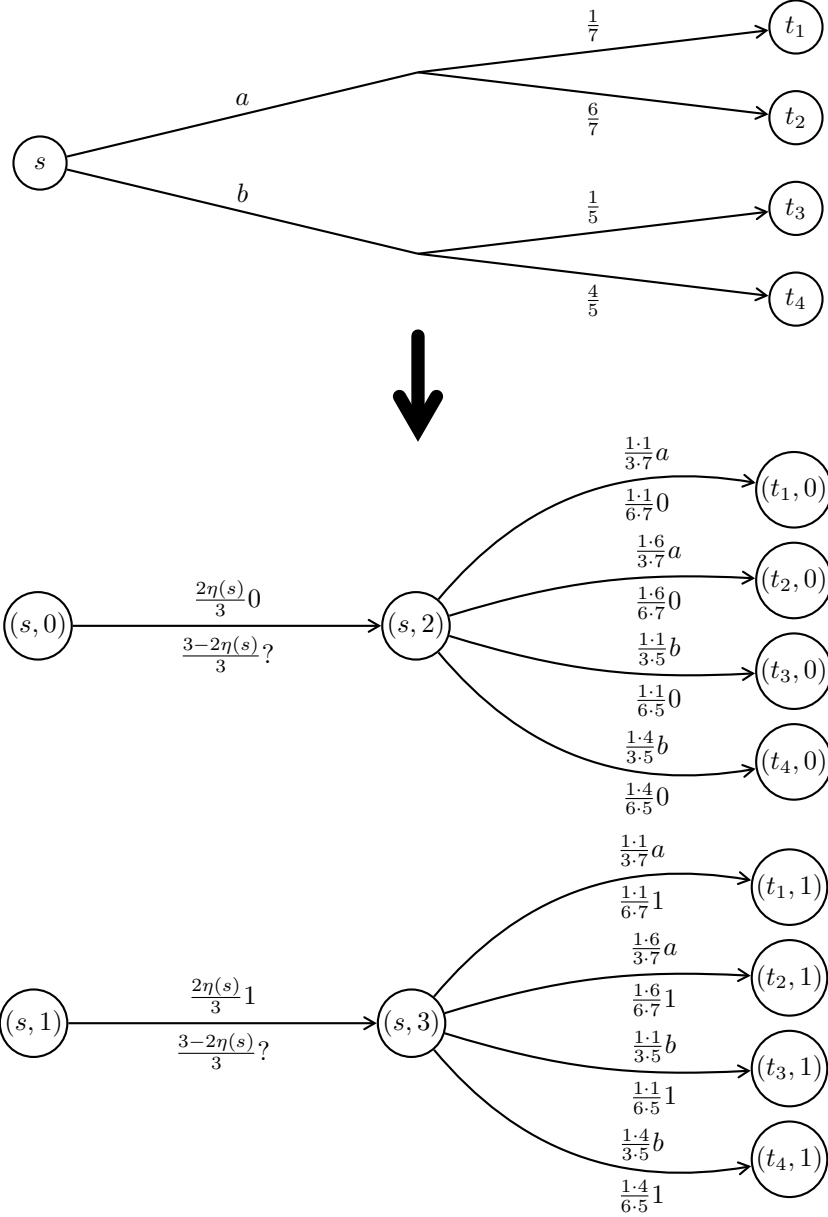 s
a
b
1/7
6/7
1/5
4/5
t₁
t₂
t₃
t₄
(s, 0)
2η(s)/3 0
3−2η(s)/3 ?
(s, 2)
1·1/3·7 a
1·1/6·7 0
1·6/3·7 a
1·6/6·7 0
1·1/3·5 b
1·1/6·5 0
1·4/3·5 b
1·4/6·5 0
(t₁, 0)
(t₂, 0)
(t₃, 0)
(t₄, 0)
(s, 1)
2η(s)/3 1
3−2η(s)/3 ?
(s, 3)
1·1/3·7 a
1·1/6·7 1
1·6/3·7 a
1·6/6·7 1
1·1/3·5 b
1·1/6·5 1
1·4/3·5 b
1·4/6·5 1
(t₁, 1)
(t₂, 1)
(t₃, 1)
(t₄, 1)